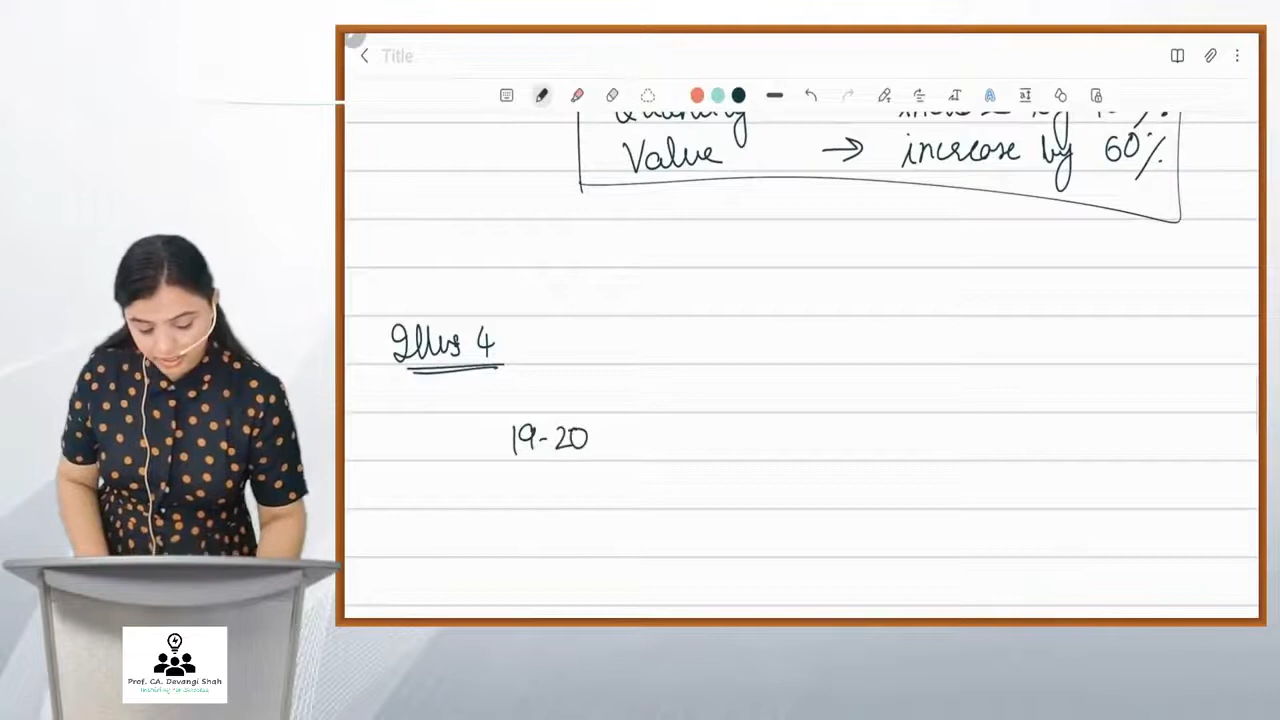 Title
Value → increase by 60%
Illus 4
19-20
Prof. CA. Devangi Shah